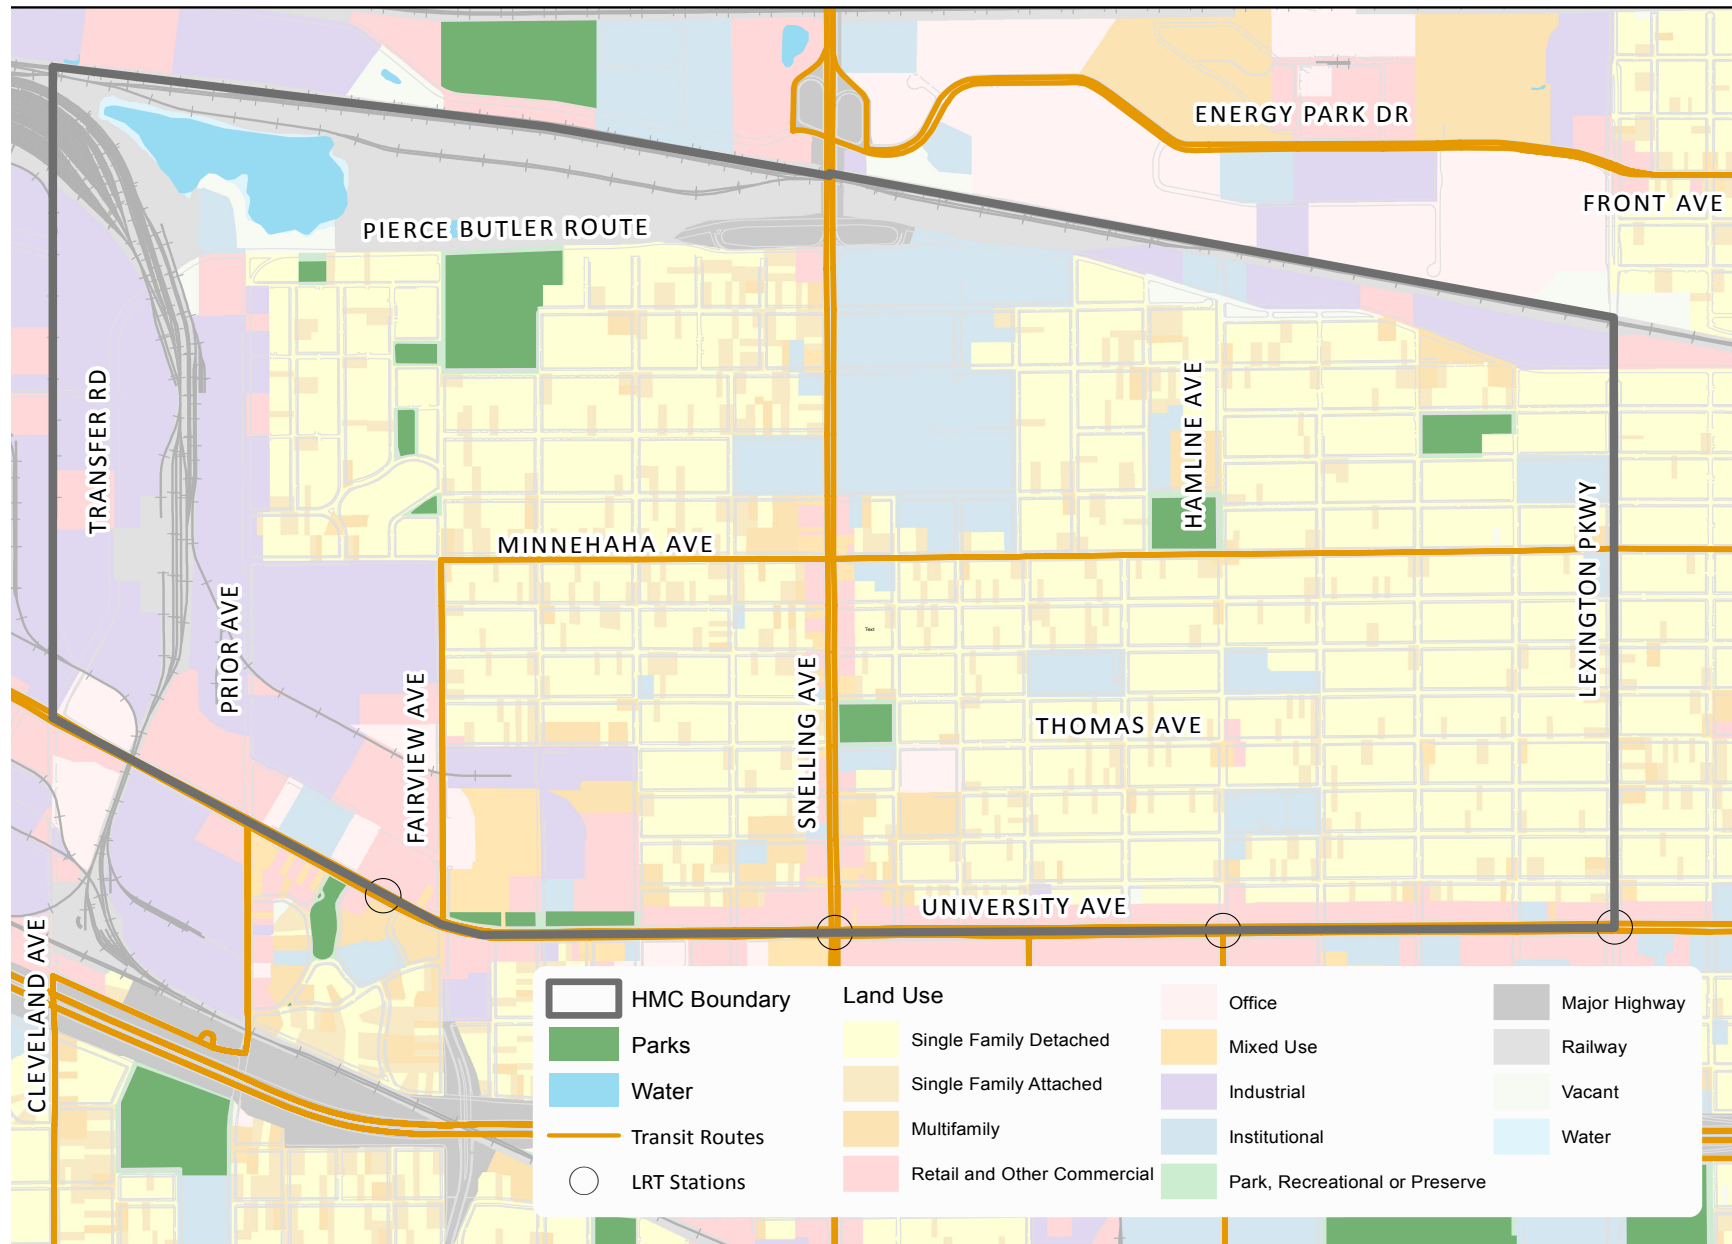 ENERGY PARK DR
FRONT AVE
PIERCE BUTLER ROUTE
TRANSFER RD
HAMLINE AVE
MINNEHAHA AVE
LEXINGTON PKWY
PRIOR AVE
Text
FAIRVIEW AVE
SNELLING AVE
THOMAS AVE
UNIVERSITY AVE
CLEVELAND AVE
HMC Boundary
Parks
Water
Transit Routes
LRT Stations
Land Use
Single Family Detached
Single Family Attached
Multifamily
Retail and Other Commercial
Office
Mixed Use
Industrial
Institutional
Park, Recreational or Preserve
Major Highway
Railway
Vacant
Water